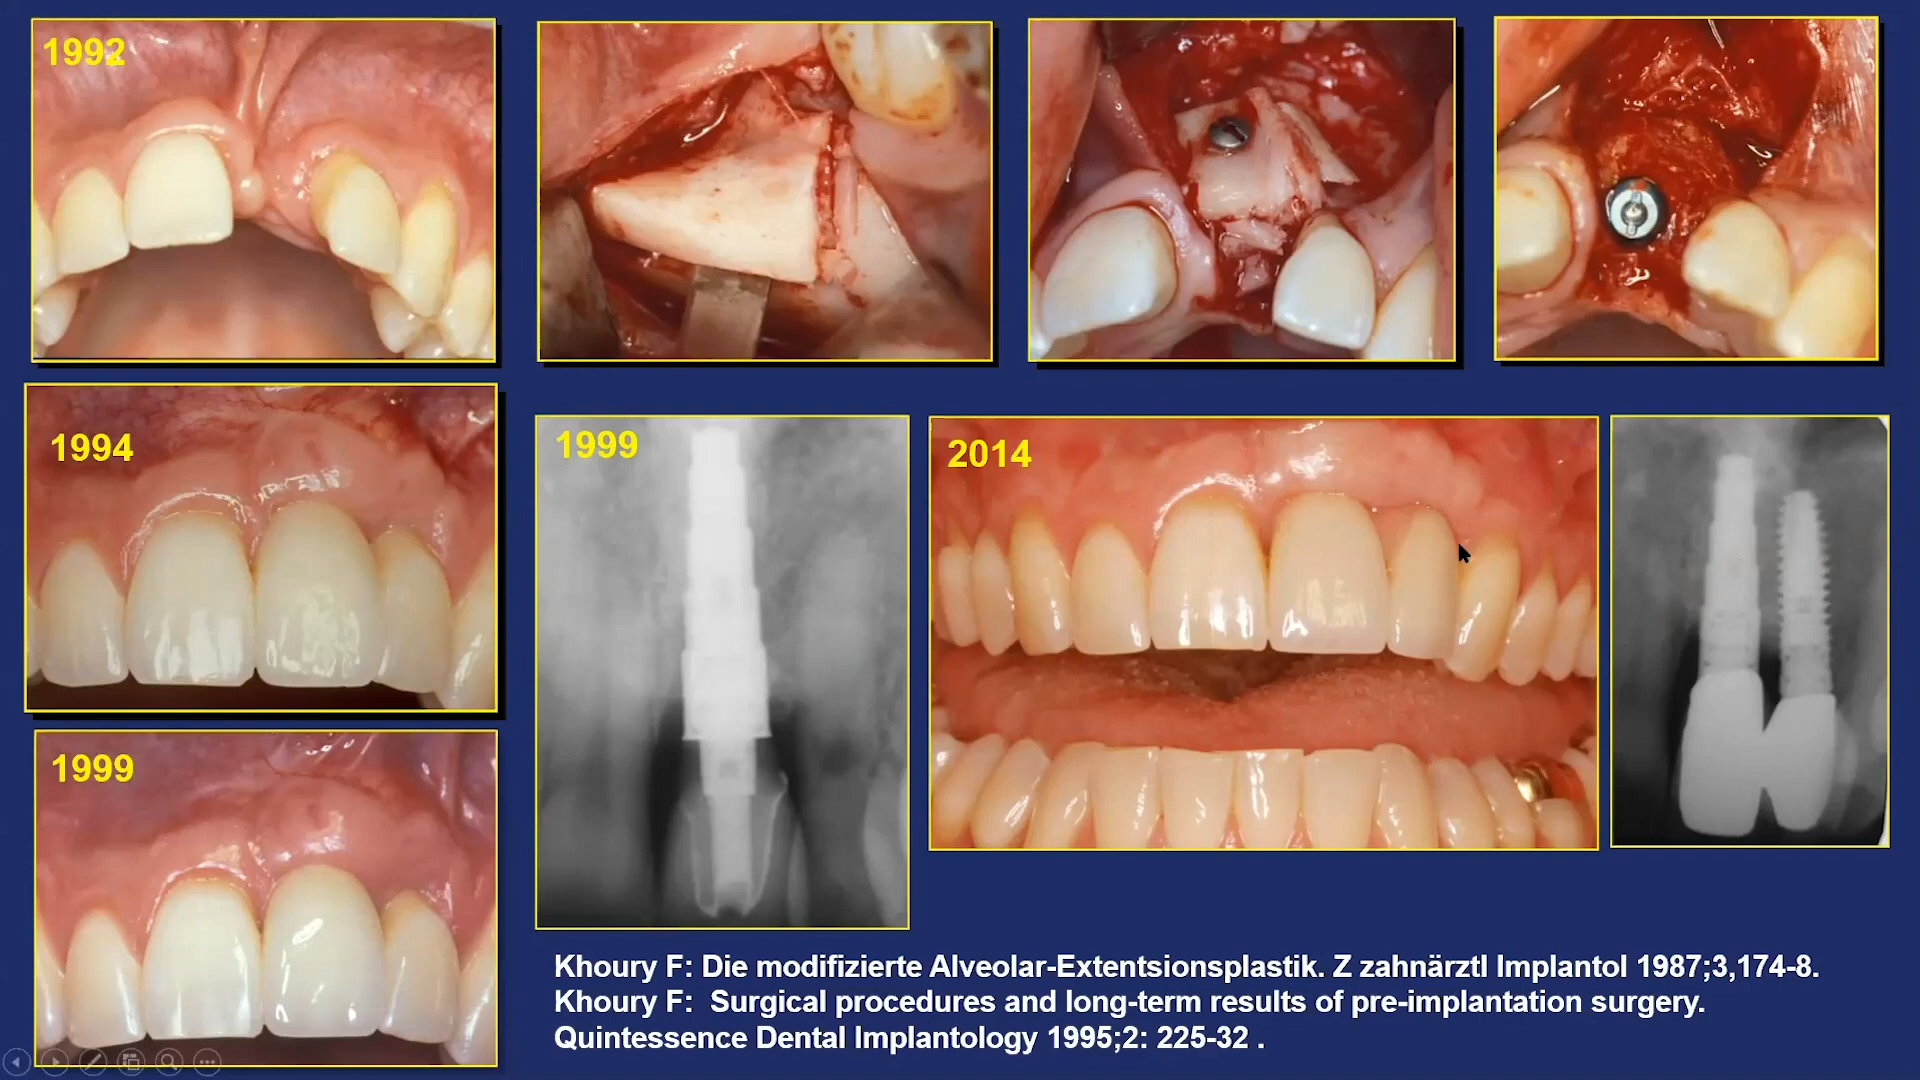 1992
1994
1999
2014
1999
Khoury F: Die modifizierte Alveolar-Extentsionsplastik. Z zahnärztl Implantol 1987;3,174-8.
Khoury F:  Surgical procedures and long-term results of pre-implantation surgery.
Quintessence Dental Implantology 1995;2: 225-32 .